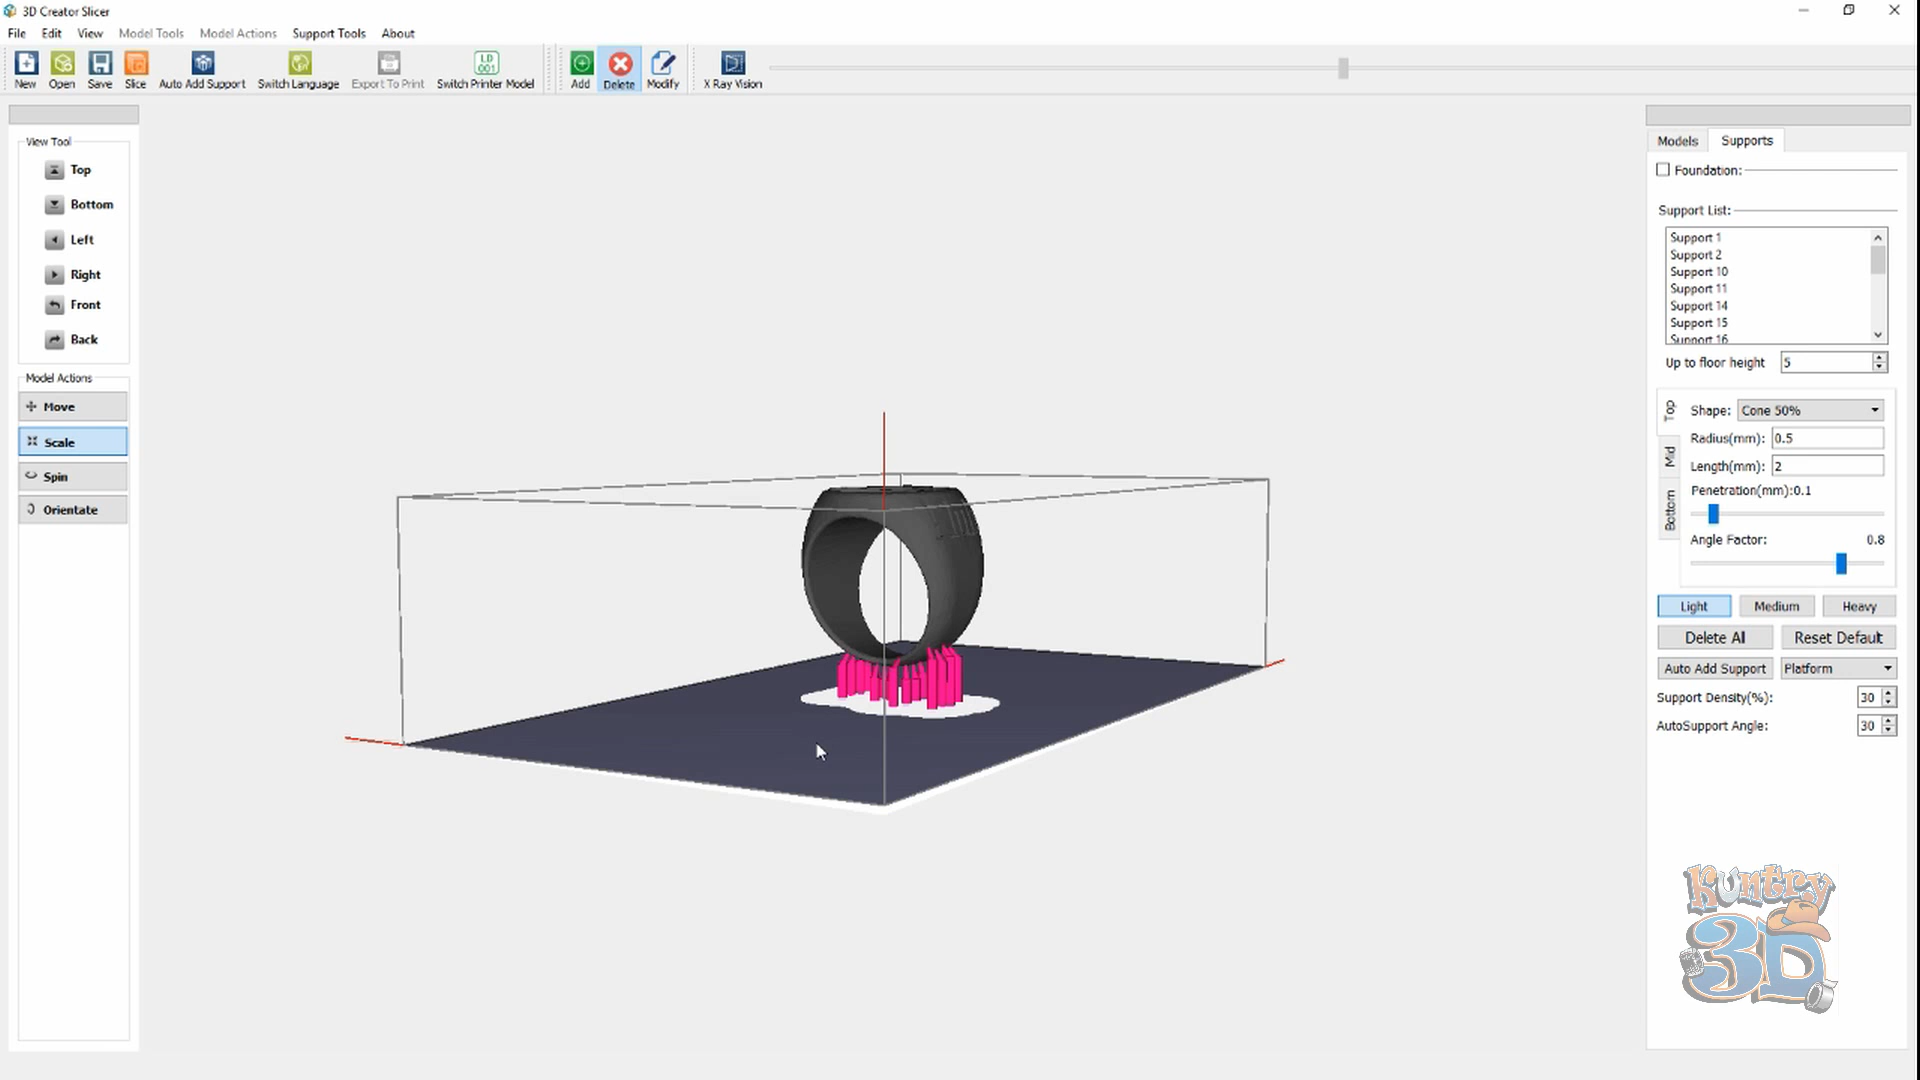 3D Creator Slicer
File Edit View Model Tools Model Actions Support Tools About
New Open Save Slice Auto Add Support Switch Language Export To Print LD 001 Switch Printer Model Add Delete Modify X Ray Vision
View Tool
Top
Bottom
Left
Right
Front
Back
Model Actions
Move
Scale
Spin
Orientate
Models Supports
Foundation:
Support List:
Support 1
Support 2
Support 10
Support 11
Support 14
Support 15
Support 16
Up to floor height 5
Top
Mid
Bottom
Shape: Cone 50%
Radius(mm): 0.5
Length(mm): 2
Penetration(mm):0.1
Angle Factor: 0.8
Light Medium Heavy
Delete All Reset Default
Auto Add Support Platform
Support Density(%): 30
AutoSupport Angle: 30
Kuntry
3D